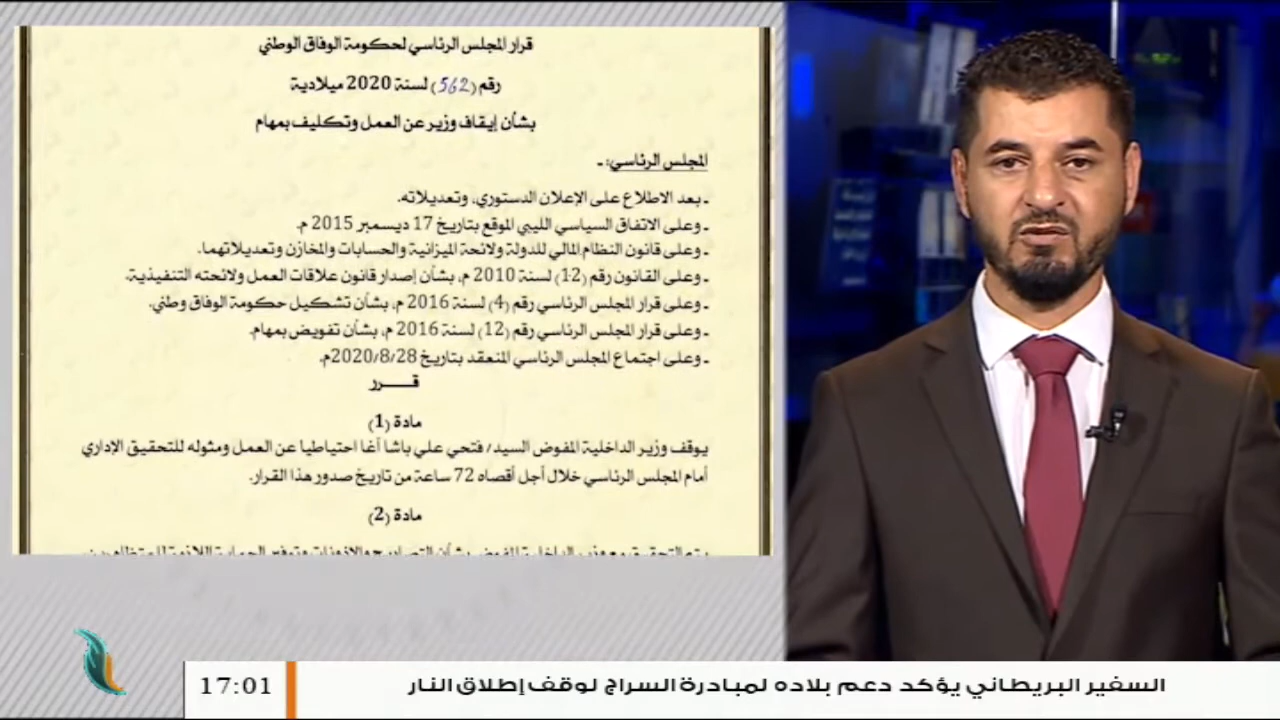 قرار المجلس الرئاسي لحكومة الوفاق الوطني
رقم (562) لسنة 2020 ميلادية
بشأن إيقاف وزير عن العمل وتكليف بمهام
المجلس الرئاسي: ـ
ـ بعد الاطلاع على الإعلان الدستوري، وتعديلاته.
ـ وعلى الاتفاق السياسي الليبي الموقع بتاريخ 17 ديسمبر 2015 م.
ـ وعلى قانون النظام المالي للدولة ولائحة الميزانية والحسابات والمخازن وتعديلاتهما.
ـ وعلى القانون رقم (12) لسنة 2010 م، بشأن إصدار قانون علاقات العمل ولائحته التنفيذية.
ـ وعلى قرار المجلس الرئاسي رقم (4) لسنة 2016 م، بشأن تشكيل حكومة الوفاق وطني.
ـ وعلى قرار المجلس الرئاسي رقم (12) لسنة 2016 م، بشأن تفويض بمهام.
ـ وعلى اجتماع المجلس الرئاسي المنعقد بتاريخ 2020/8/28م.
قـــرر
مادة (1)
يوقف وزير الداخلية المفوض السيد/ فتحي علي باشا أغا احتياطيا عن العمل ومثوله للتحقيق الإداري
أمام المجلس الرئاسي خلال أجل أقصاه 72 ساعة من تاريخ صدور هذا القرار.
مادة (2)
السفير البريطاني يؤكد دعم بلاده لمبادرة السراج لوقف إطلاق النار
17:01